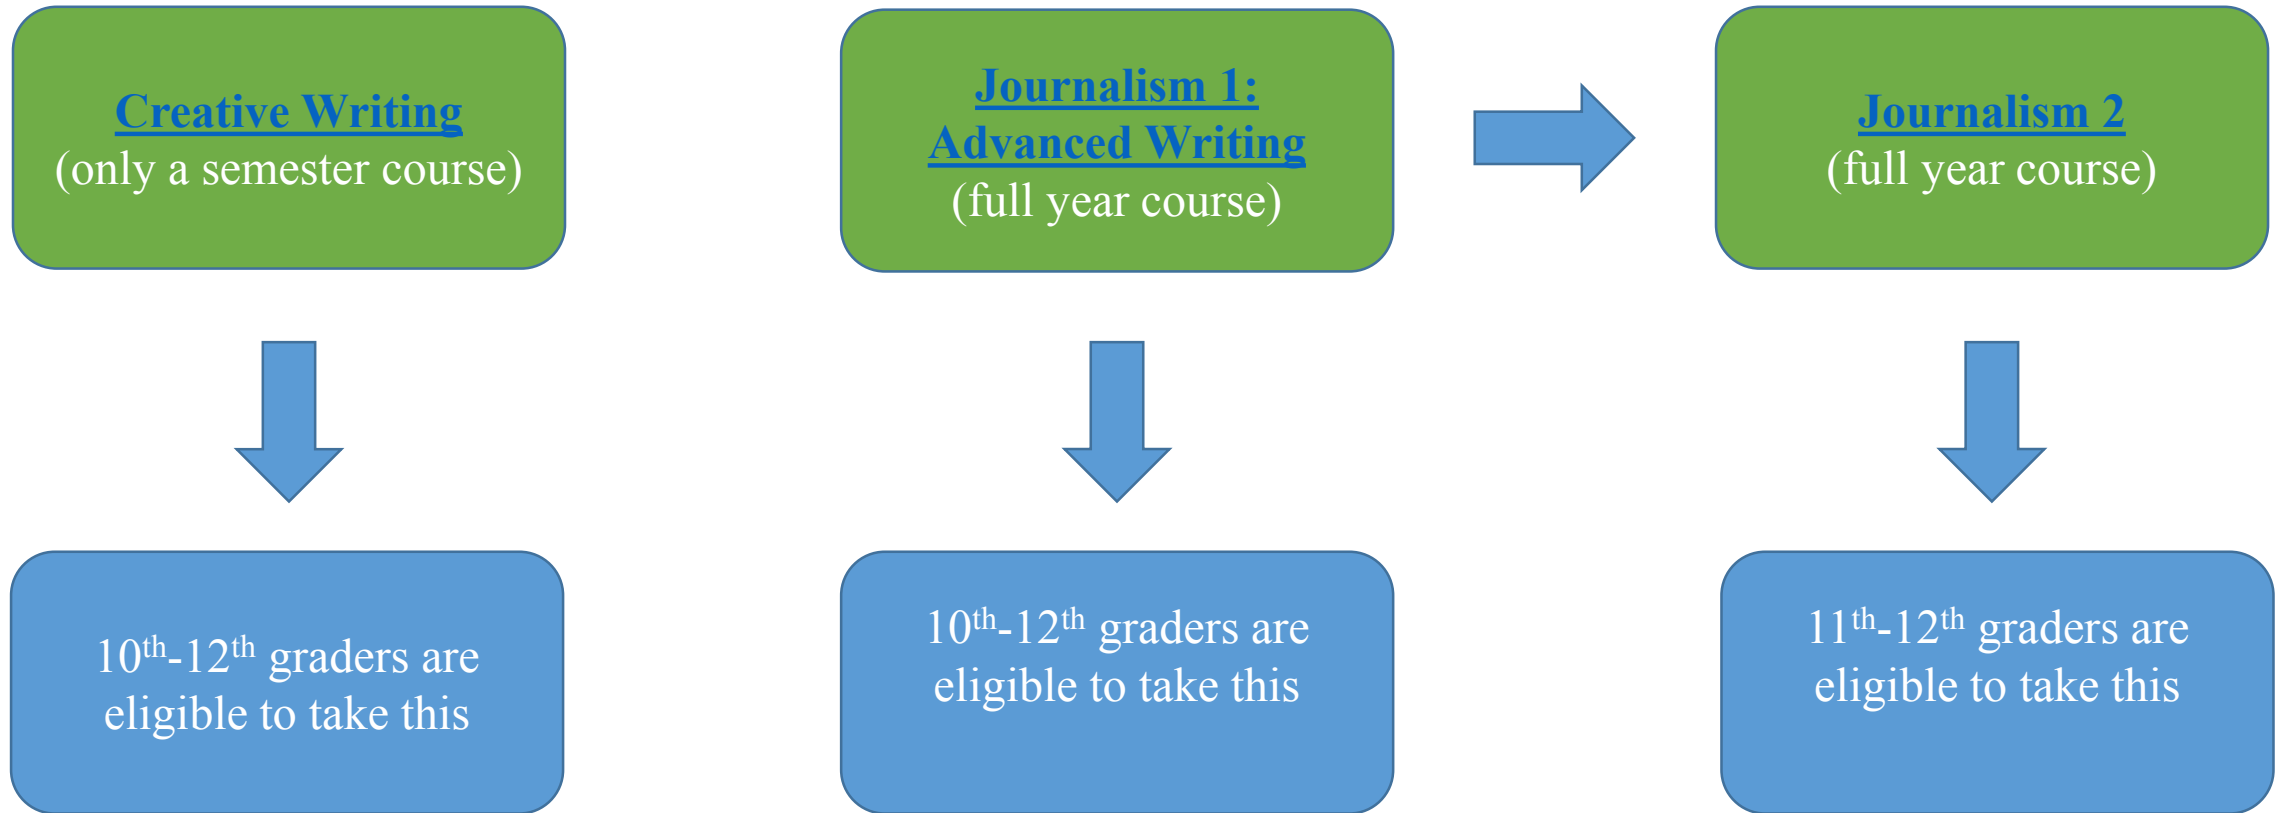 Creative Writing
(only a semester course)
Journalism 1:
Advanced Writing
(full year course)
Journalism 2
(full year course)
10th-12th graders are
eligible to take this
10th-12th graders are
eligible to take this
11th-12th graders are
eligible to take this